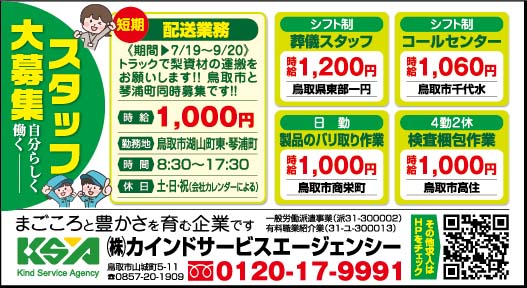 スタッフ
大募集
自分らしく
働く
短期
配送業務
《期間▶7/19～9/20》
トラックで梨資材の運搬を
お願いします!! 鳥取市と
琴浦町同時募集です!!
時給 1,000円
勤務地 鳥取市湖山町東・琴浦町
時間 8:30～17:30
休日 土・日・祝(会社カレンダーによる)
シフト制
葬儀スタッフ
時給 1,200円
鳥取県東部一円
シフト制
コールセンター
時給 1,060円
鳥取市千代水
日勤
製品のバリ取り作業
時給 1,000円
鳥取市商栄町
4勤2休
検査梱包作業
時給 1,000円
鳥取市高住
まごころと豊かさを育む企業です
一般労働派遣事業(派31-300002)
有料職業紹介業(31-ユ-300013)
KSA
Kind Service Agency
㈱カインドサービスエージェンシー
鳥取市山城町5-11
☎0857-20-1909
0120-17-9991
その他求人は
HPをチェック